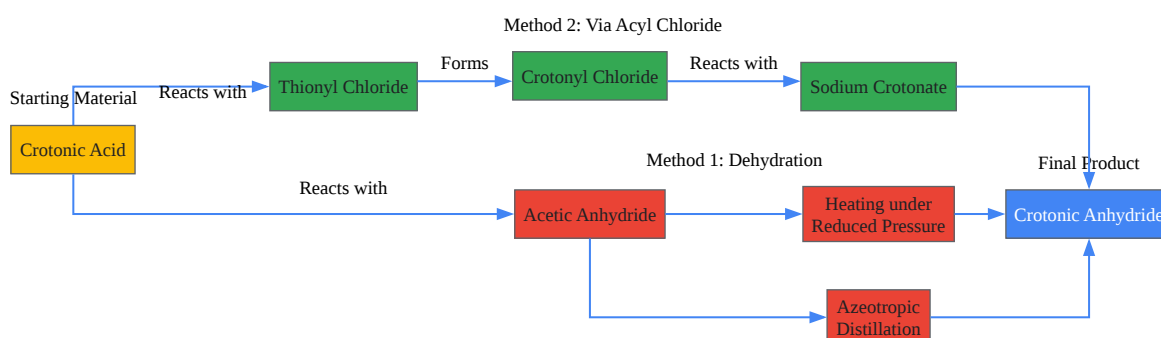 Method 2: Via Acyl Chloride
Starting Material
Reacts with
Thionyl Chloride
Forms
Crotonyl Chloride
Reacts with
Sodium Crotonate
Crotonic Acid
Method 1: Dehydration
Final Product
Reacts with
Acetic Anhydride
Heating under
Reduced Pressure
Crotonic Anhydride
Azeotropic
Distillation